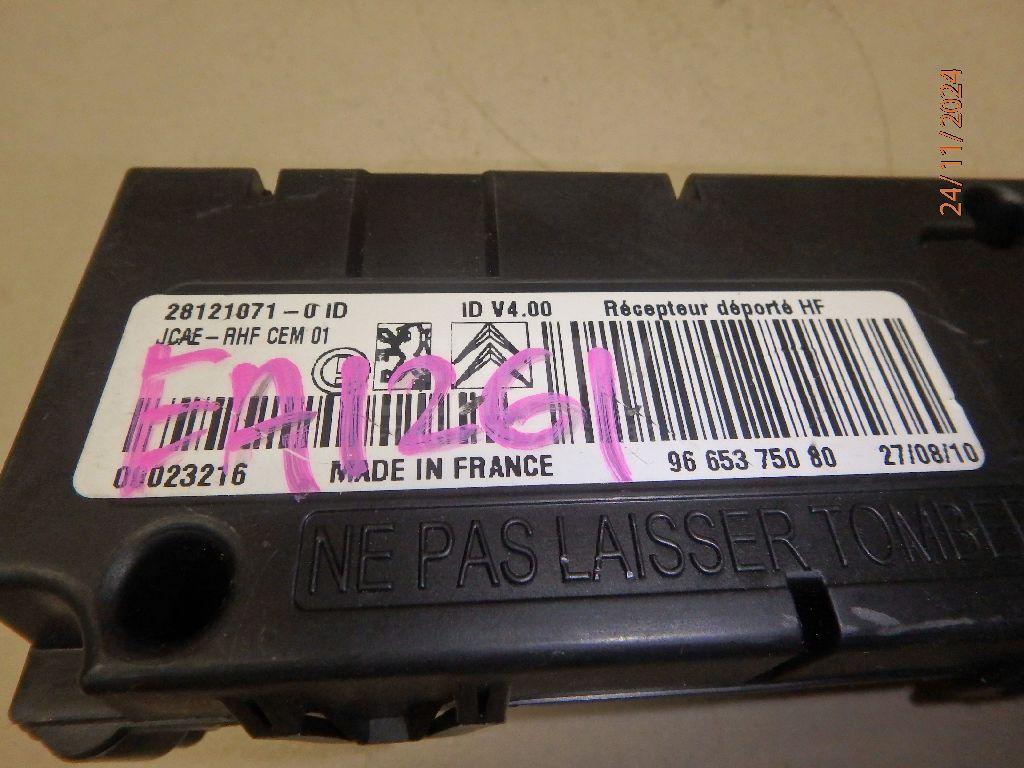 28121071-0 ID
ID V4.00
Récepteur déporté HF
JCAE-RHF CEM 01
EA1261
023216
MADE IN FRANCE
96 653 750 80
27/08/10
NE PAS LAISSER
24/11/2024